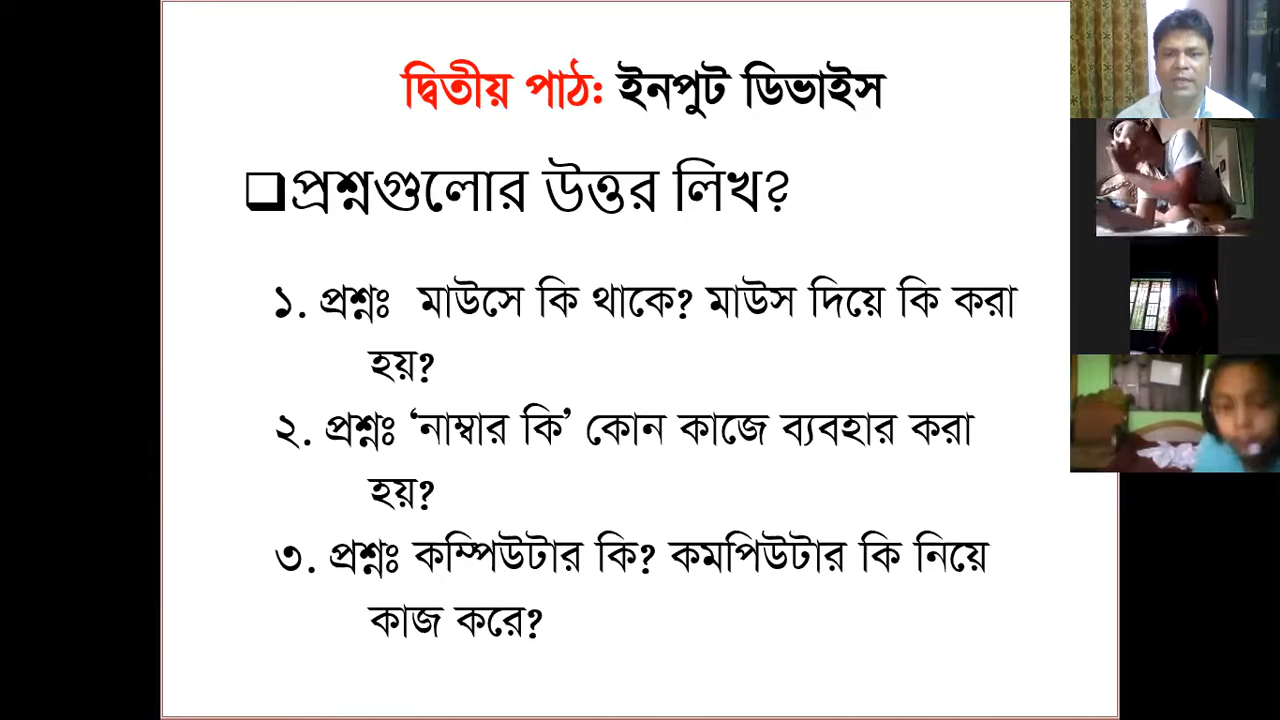 দ্বিতীয় পাঠ: ইনপুট ডিভাইস
প্রশ্নগুলোর উত্তর লিখ?
১. প্রশ্নঃ মাউসে কি থাকে? মাউস দিয়ে কি করা
হয়?
২. প্রশ্নঃ ‘নাম্বার কি’ কোন কাজে ব্যবহার করা
হয়?
৩. প্রশ্নঃ কম্পিউটার কি? কমপিউটার কি নিয়ে
কাজ করে?